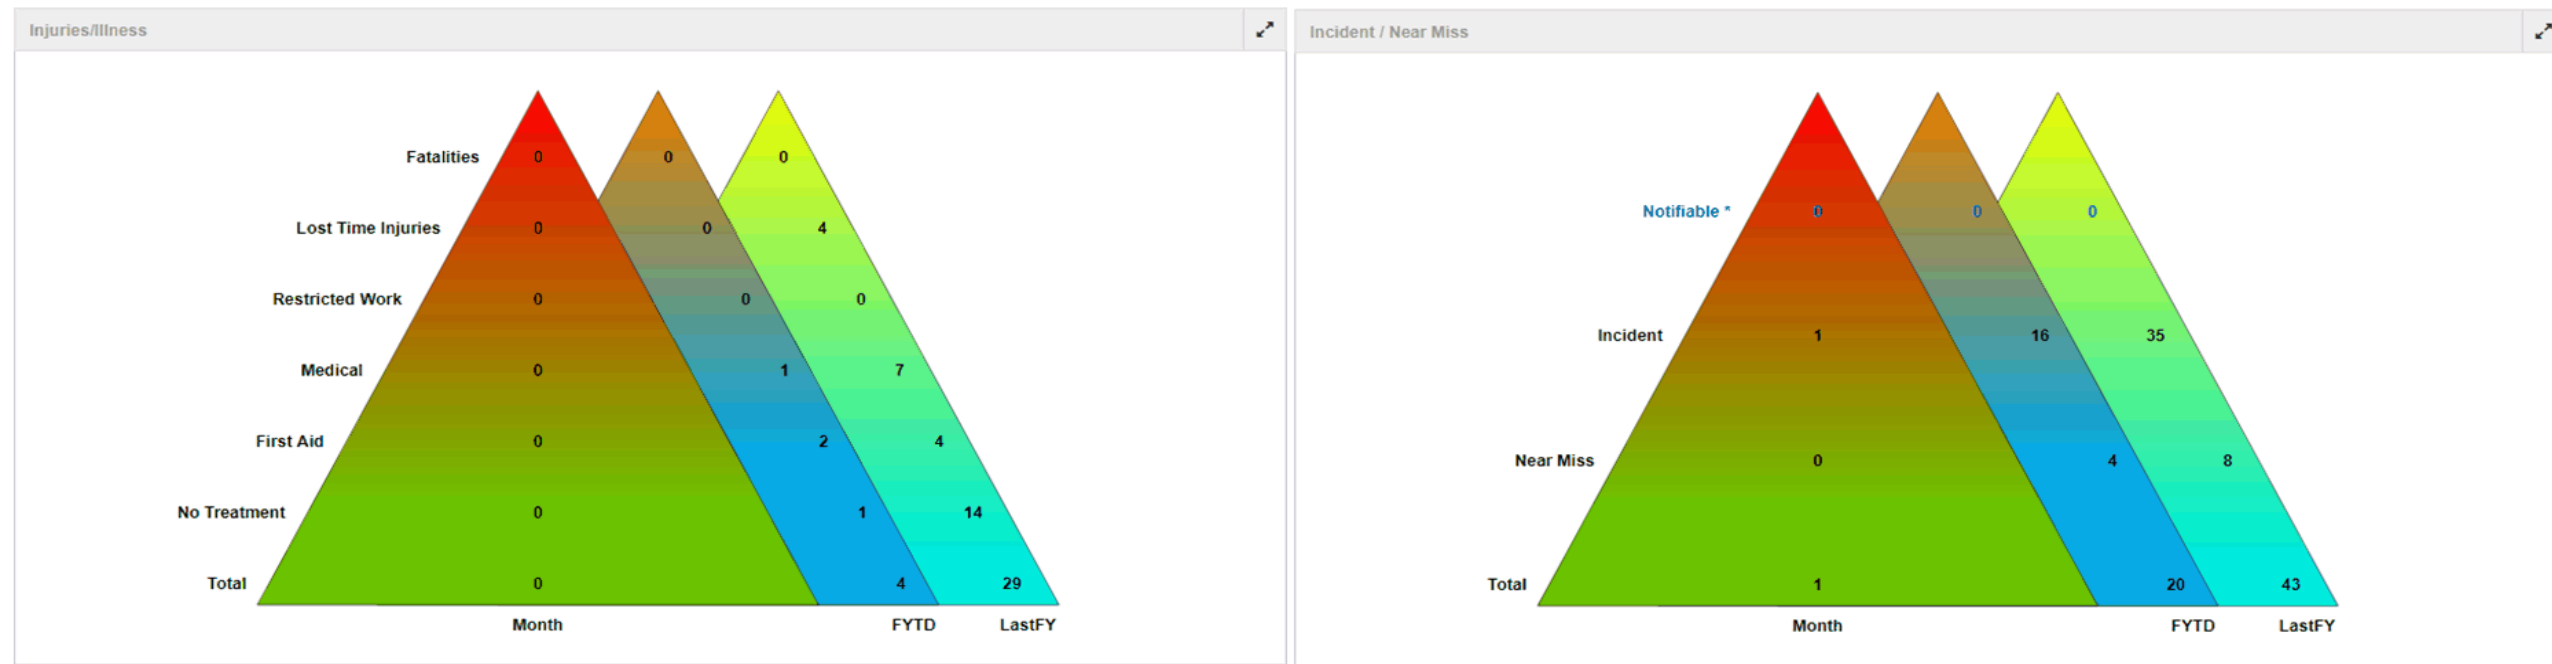 Injuries/Illness
Fatalities 0 0 0
Lost Time Injuries 0 0 4
Restricted Work 0 0 0
Medical 0 1 7
First Aid 0 2 4
No Treatment 0 1 14
Total 0 4 29
Month FYTD LastFY
Incident / Near Miss
Notifiable * 0 0 0
Incident 1 16 35
Near Miss 0 4 8
Total 1 20 43
Month FYTD LastFY